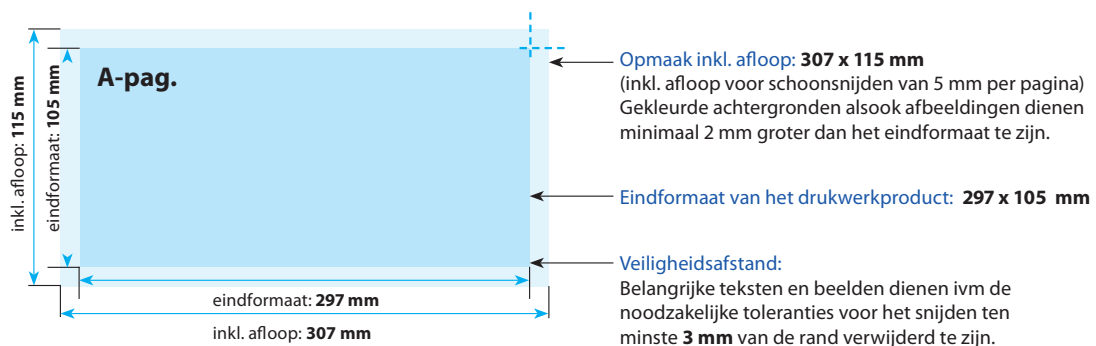 A-pag.
inkl. afloop: 115 mm
eindformaat: 105 mm
eindformaat: 297 mm
inkl. afloop: 307 mm
Opmaak inkl. afloop: 307 x 115 mm
(inkl. afloop voor schoonsnijden van 5 mm per pagina)
Gekleurde achtergronden alsook afbeeldingen dienen
minimaal 2 mm groter dan het eindformaat te zijn.
Eindformaat van het drukwerkproduct: 297 x 105 mm
Veiligheidsafstand:
Belangrijke teksten en beelden dienen ivm de
noodzakelijke toleranties voor het snijden ten
minste 3 mm van de rand verwijderd te zijn.